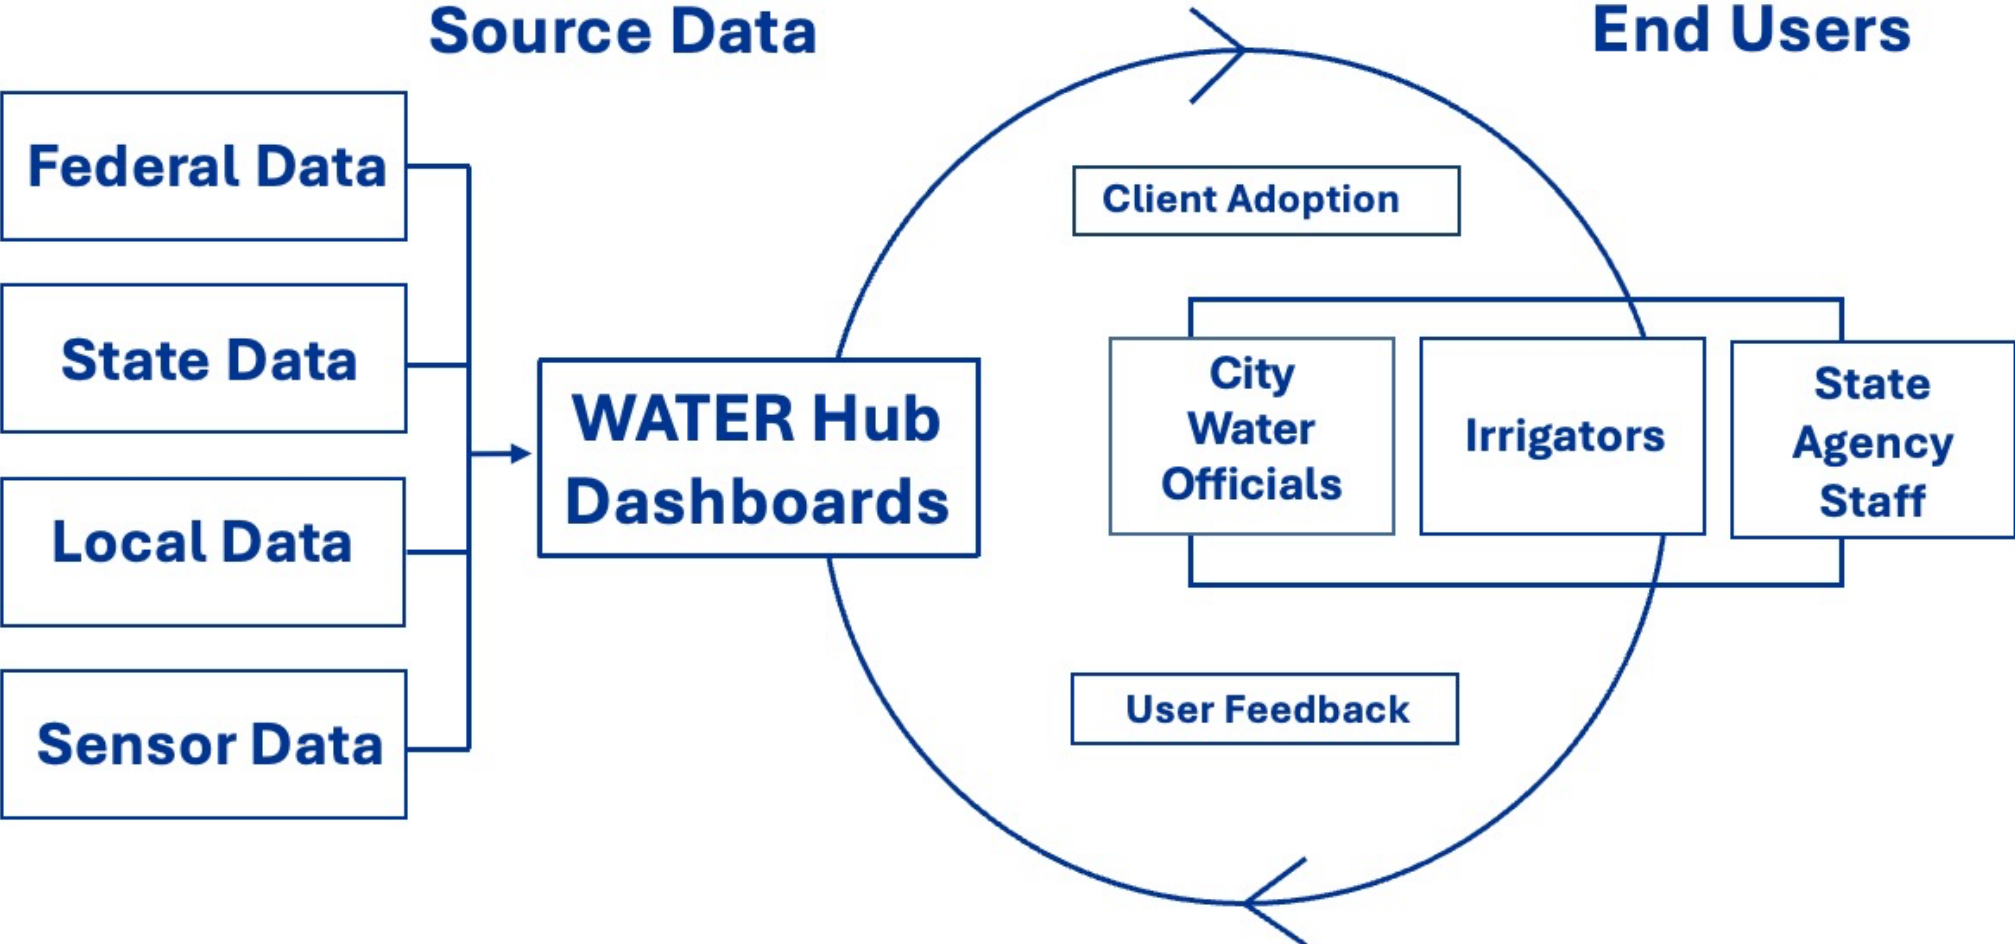 Source Data
End Users
Federal Data
State Data
Local Data
Sensor Data
WATER Hub
Dashboards
Client Adoption
City
Water
Officials
Irrigators
State
Agency
Staff
User Feedback